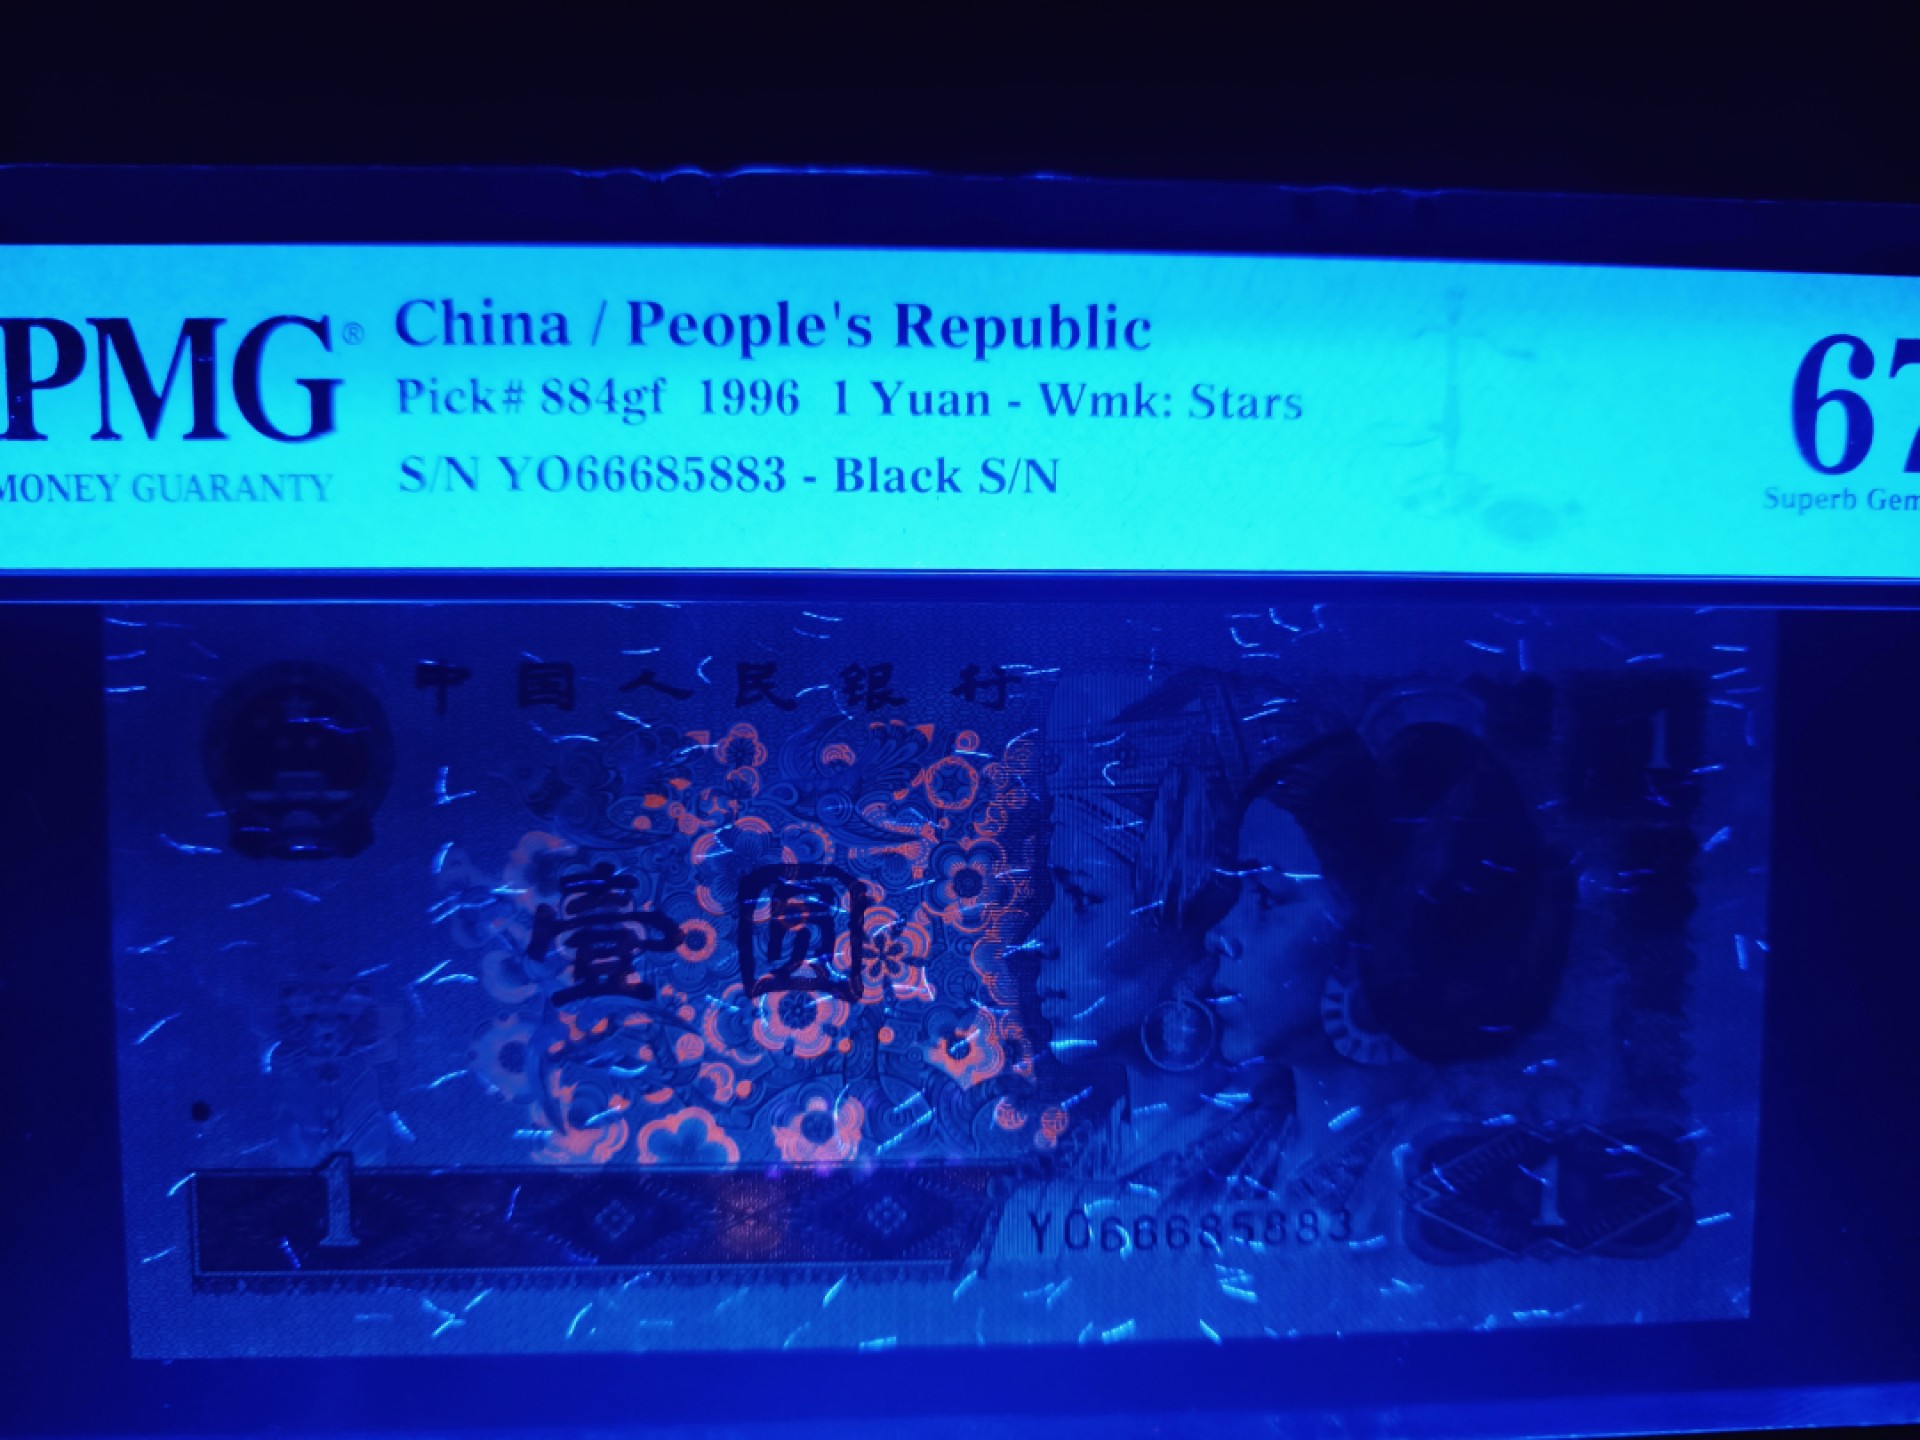 PMG®
MONEY GUARANTY
China / People's Republic
Pick# 884gf 1996 1 Yuan - Wmk: Stars
S/N YO66685883 - Black S/N
67
Superb Gem
中国人民银行
1
壹圆
1
YO66685883
1